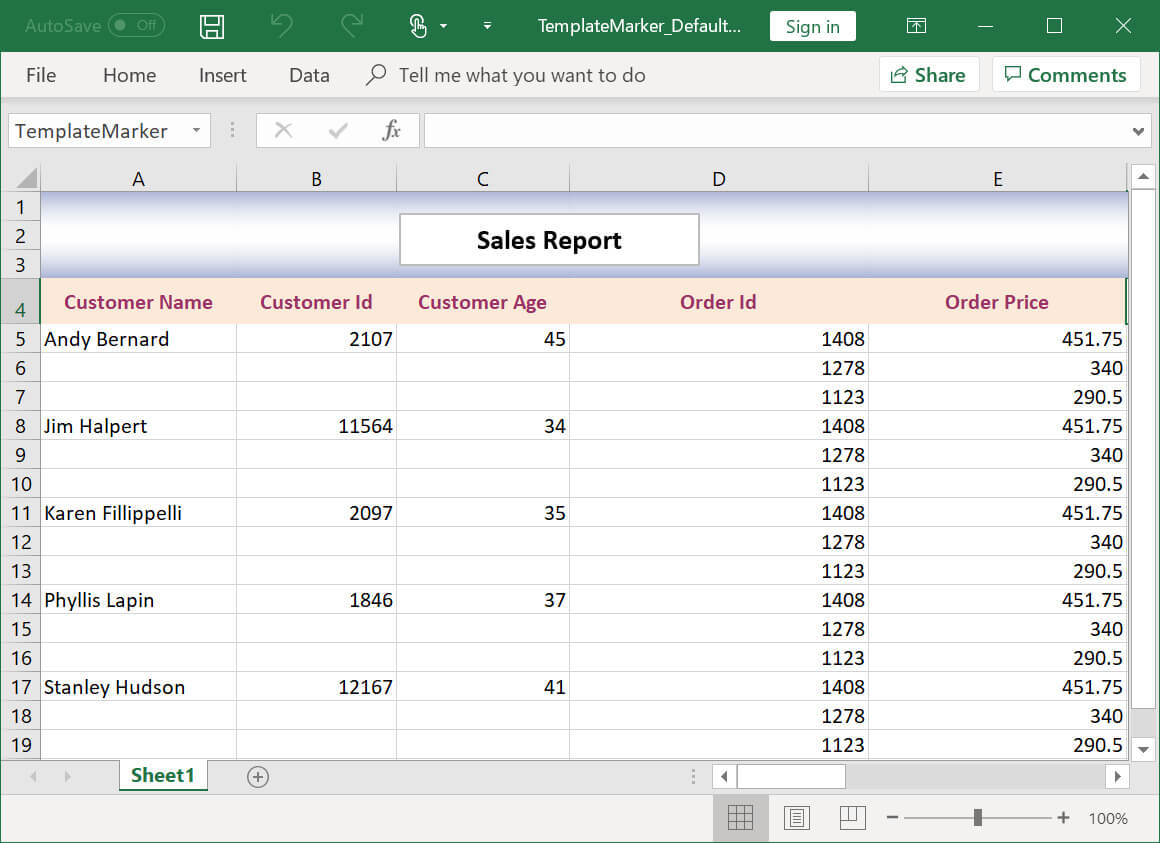 AutoSave Off TemplateMarker_Default... Sign in
File Home Insert Data Tell me what you want to do Share Comments
TemplateMarker fx
A B C D E
1
2 Sales Report
3
4 Customer Name Customer Id Customer Age Order Id Order Price
5 Andy Bernard 2107 45 1408 451.75
6 1278 340
7 1123 290.5
8 Jim Halpert 11564 34 1408 451.75
9 1278 340
10 1123 290.5
11 Karen Fillippelli 2097 35 1408 451.75
12 1278 340
13 1123 290.5
14 Phyllis Lapin 1846 37 1408 451.75
15 1278 340
16 1123 290.5
17 Stanley Hudson 12167 41 1408 451.75
18 1278 340
19 1123 290.5
Sheet1
100%